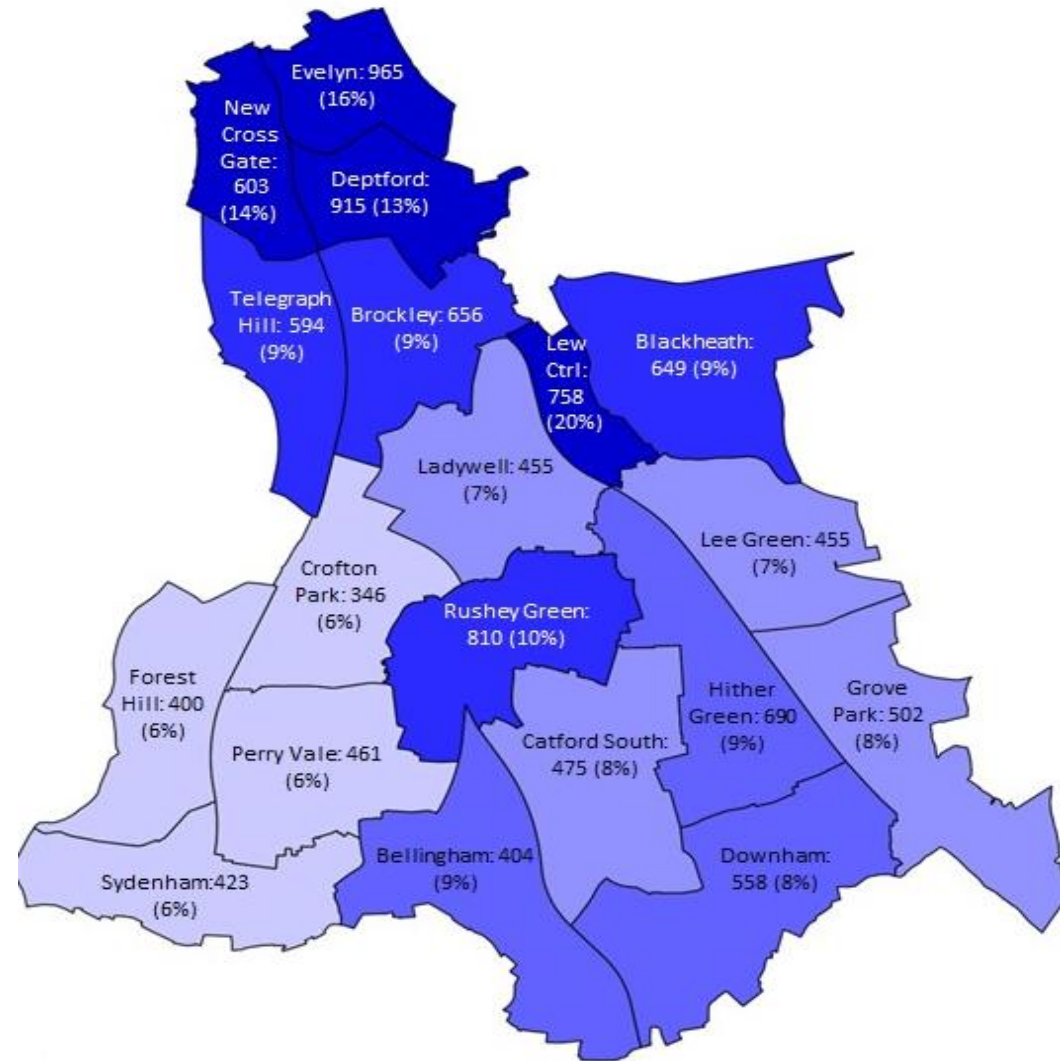 Evelyn: 965
(16%)
New
Cross
Gate:
603
(14%)
Deptford:
915 (13%)
Telegraph
Hill: 594
(9%)
Brockley: 656
(9%)
Lew
Ctrl:
758
(20%)
Blackheath:
649 (9%)
Ladywell: 455
(7%)
Lee Green: 455
(7%)
Crofton
Park: 346
(6%)
Rushey Green:
810 (10%)
Forest
Hill: 400
(6%)
Perry Vale: 461
(6%)
Catford South:
475 (8%)
Hither
Green: 690
(9%)
Grove
Park: 502
(8%)
Sydenham:423
(6%)
Bellingham: 404
(9%)
Downham:
558 (8%)